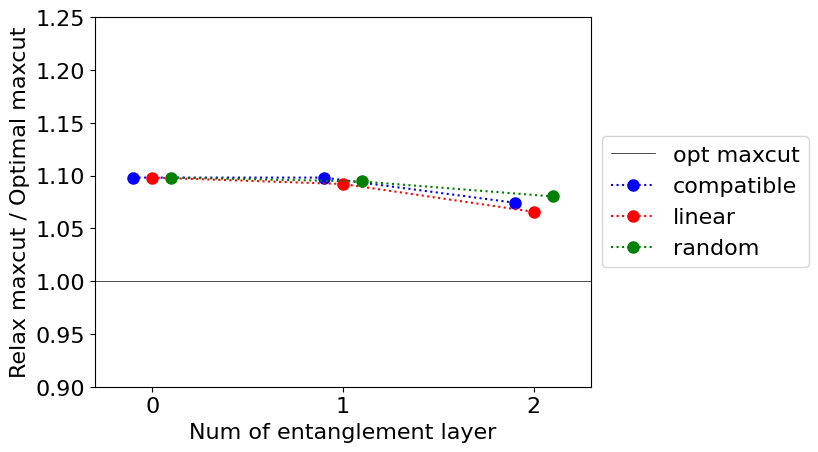 1.25
1.20
1.15
1.10
1.05
1.00
0.95
0.90
Relax maxcut / Optimal maxcut
0
1
2
Num of entanglement layer
opt maxcut
compatible
linear
random